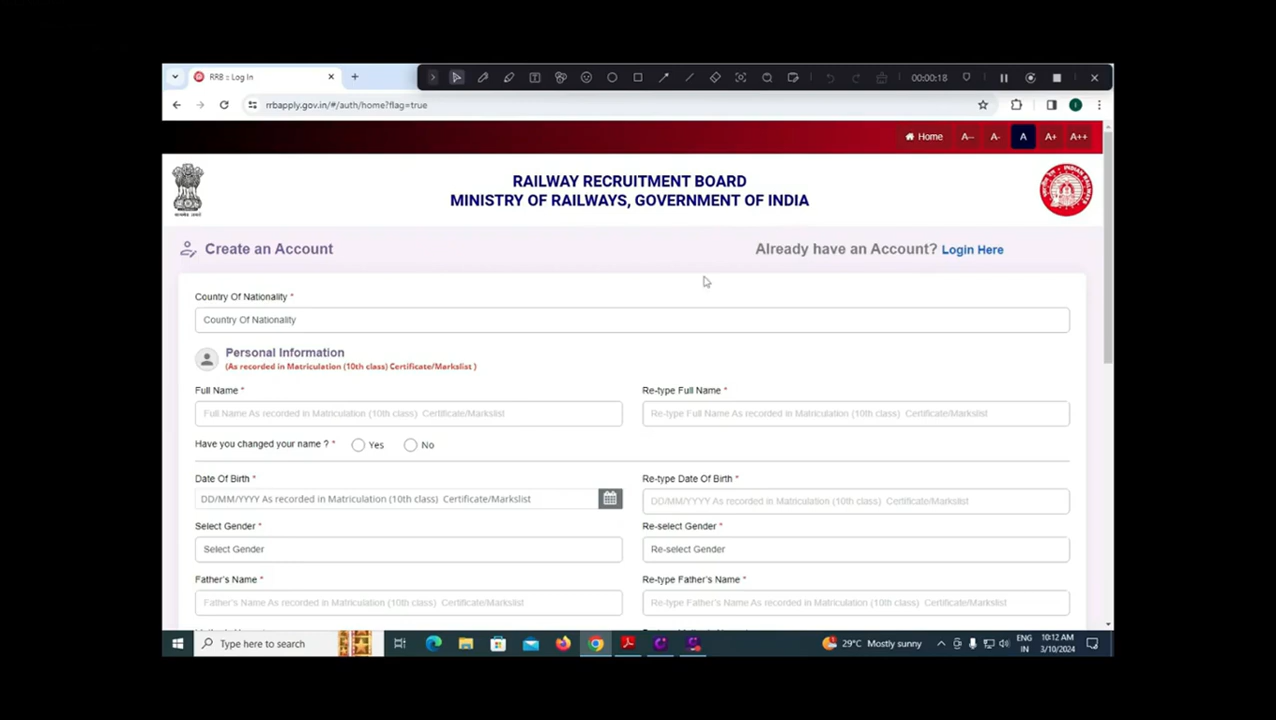 RRB :: Log In
00:00:18
rrbapply.gov.in/#/auth/home?flag=true
Home A-- A- A A+ A++
RAILWAY RECRUITMENT BOARD
MINISTRY OF RAILWAYS, GOVERNMENT OF INDIA
Create an Account
Already have an Account? Login Here
Country Of Nationality *
Country Of Nationality
Personal Information
(As recorded in Matriculation (10th class) Certificate/Markslist )
Full Name *
Re-type Full Name *
Full Name As recorded in Matriculation (10th class) Certificate/Markslist
Re-type Full Name As recorded in Matriculation (10th class) Certificate/Markslist
Have you changed your name ? * Yes No
Date Of Birth *
Re-type Date Of Birth *
DD/MM/YYYY As recorded in Matriculation (10th class) Certificate/Markslist
DD/MM/YYYY As recorded in Matriculation (10th class) Certificate/Markslist
Select Gender *
Re-select Gender *
Select Gender
Re-select Gender
Father's Name *
Re-type Father's Name *
Father's Name As recorded in Matriculation (10th class) Certificate/Markslist
Re-type Father's Name As recorded in Matriculation (10th class) Certificate/Markslist
Type here to search
29°C Mostly sunny
ENG
IN
10:12 AM
3/10/2024